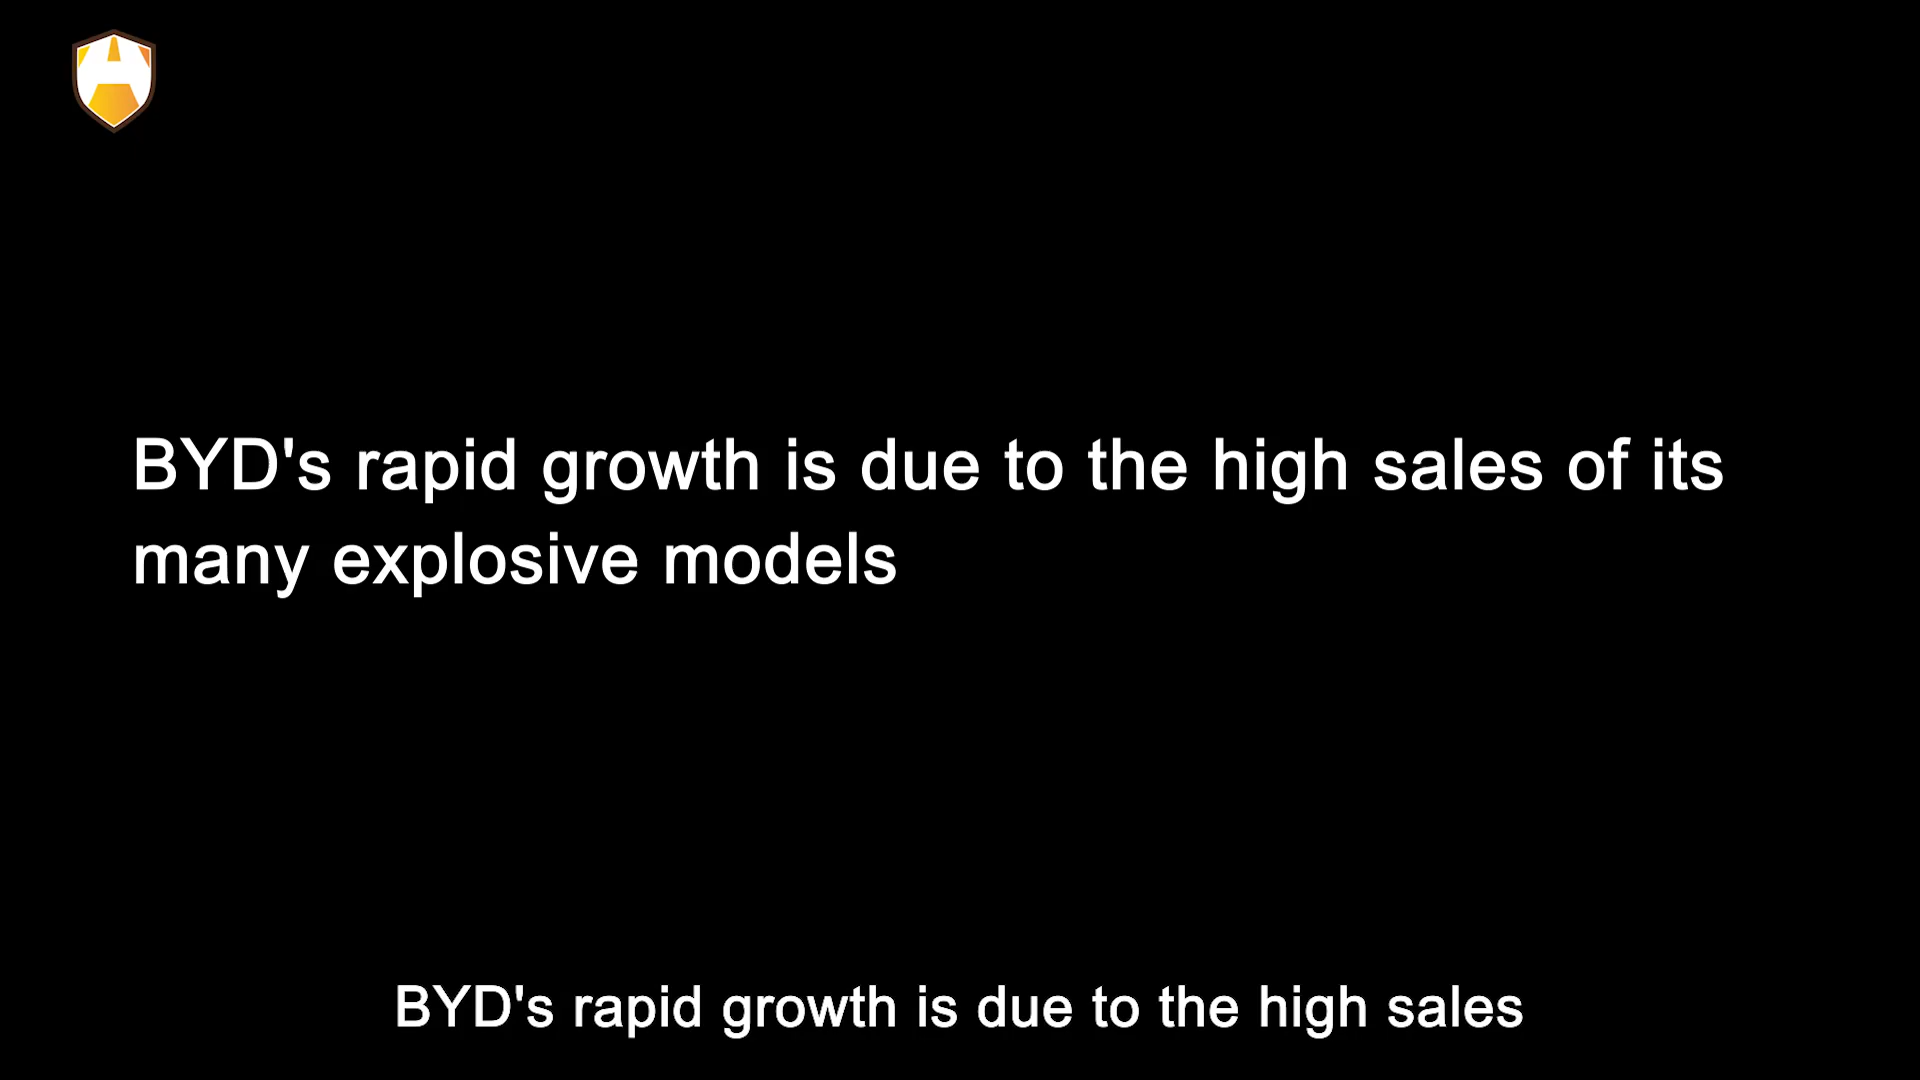 BYD's rapid growth is due to the high sales of its
many explosive models
BYD's rapid growth is due to the high sales